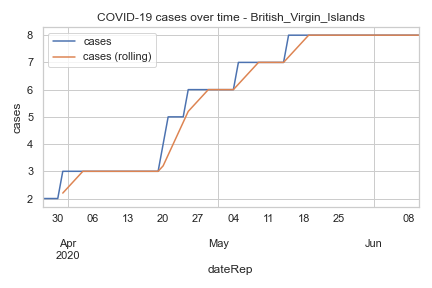 COVID-19 cases over time - British_Virgin_Islands
cases
cases (rolling)
cases
8
7
6
5
4
3
2
30 06 13 20 27 04 11 18 25 08
Apr May Jun
2020
dateRep